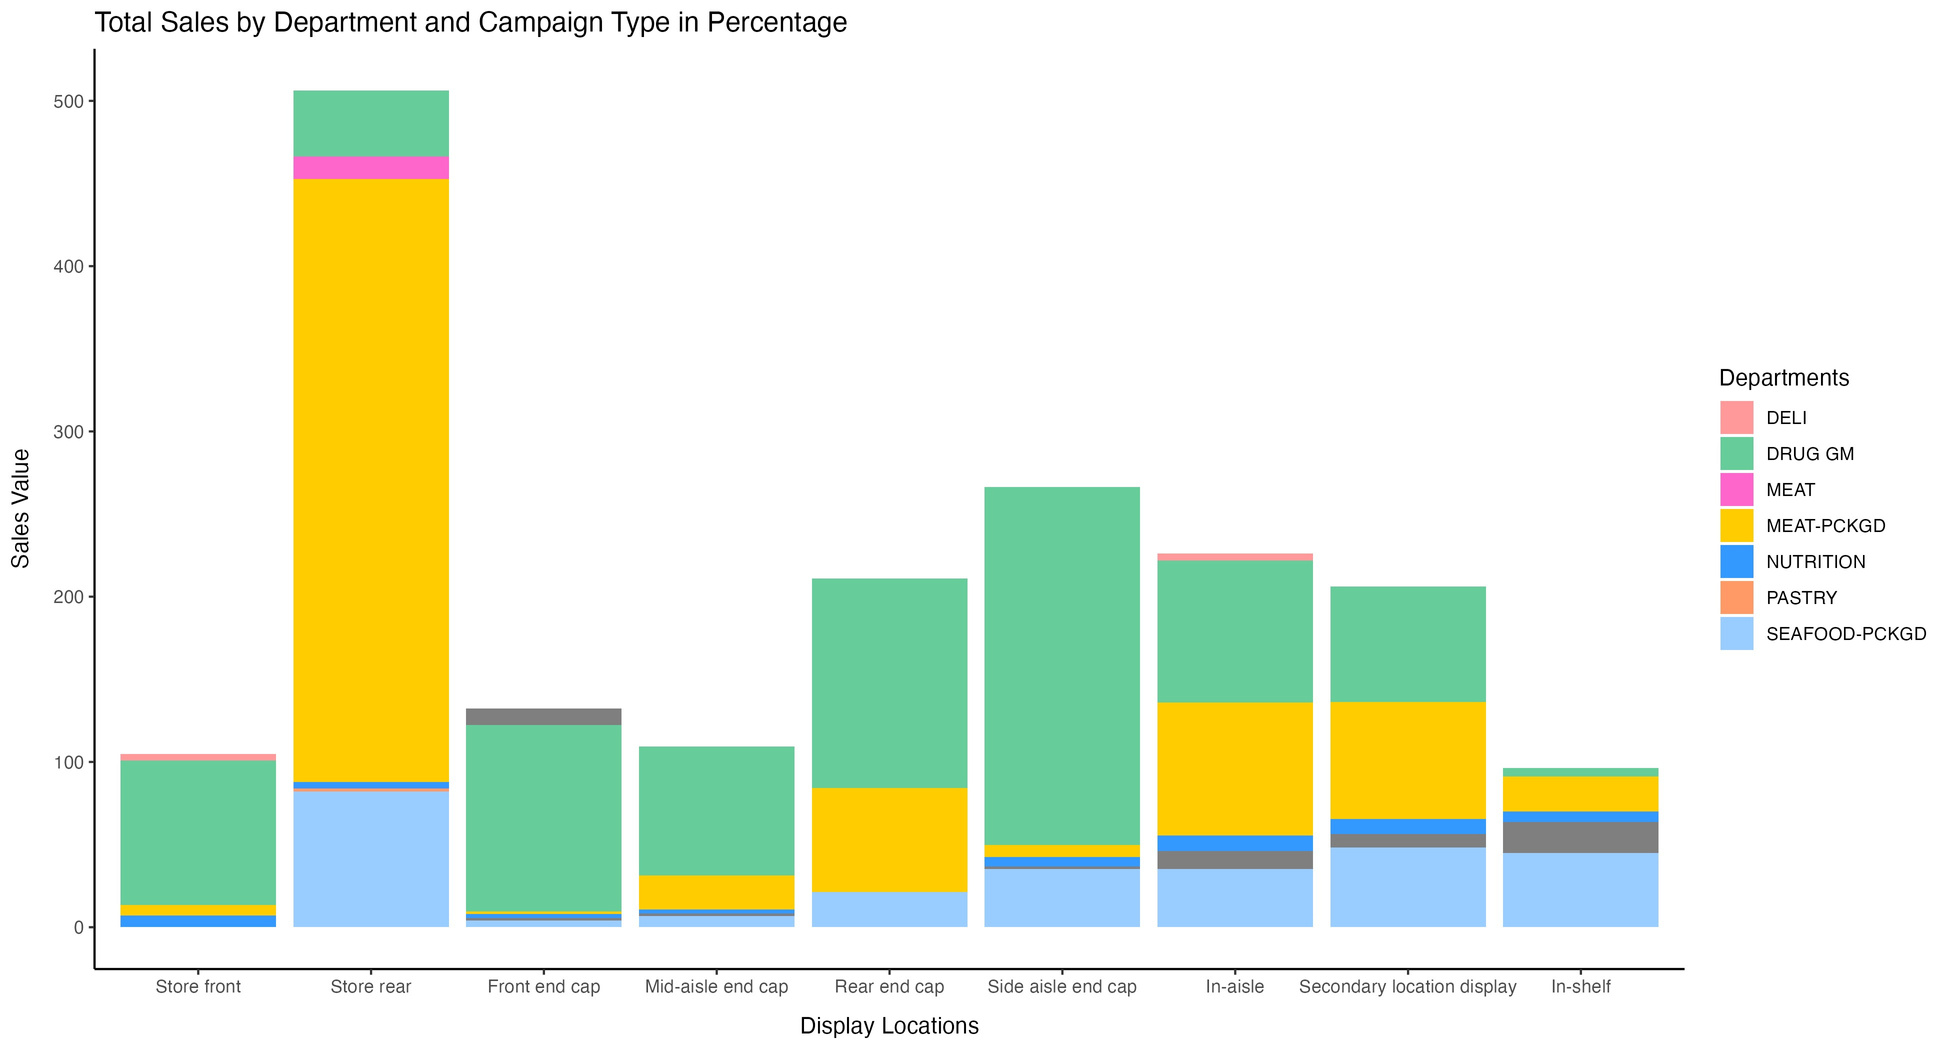 Total Sales by Department and Campaign Type in Percentage
500
400
300
200
100
0
Sales Value
Store front
Store rear
Front end cap
Mid-aisle end cap
Rear end cap
Side aisle end cap
In-aisle
Secondary location display
In-shelf
Display Locations
Departments
DELI
DRUG GM
MEAT
MEAT-PCKGD
NUTRITION
PASTRY
SEAFOOD-PCKGD